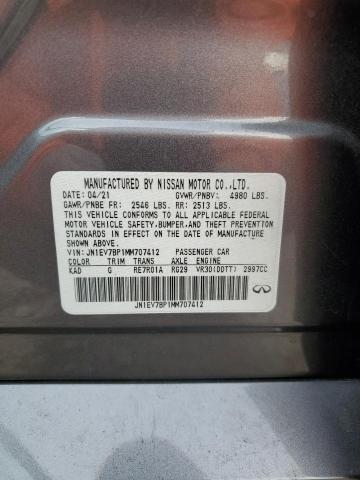 MANUFACTURED BY NISSAN MOTOR CO.,LTD.
DATE: 04/21 GVWR/PNBV: 4980 LBS.
GAWR/PNBE FR: 2546 LBS. RR: 2513 LBS.
THIS VEHICLE CONFORMS TO ALL APPLICABLE FEDERAL
MOTOR VEHICLE SAFETY,BUMPER,AND THEFT PREVENTION
STANDARDS IN EFFECT ON THE DATE OF MANUFACTURE
SHOWN ABOVE.
VIN: JN1EV7BP1MM707412 PASSENGER CAR
COLOR TRIM TRANS AXLE ENGINE
KAD G RE7R01A RG29 VR30(DDTT) 2997CC
JN1EV7BP1MM707412